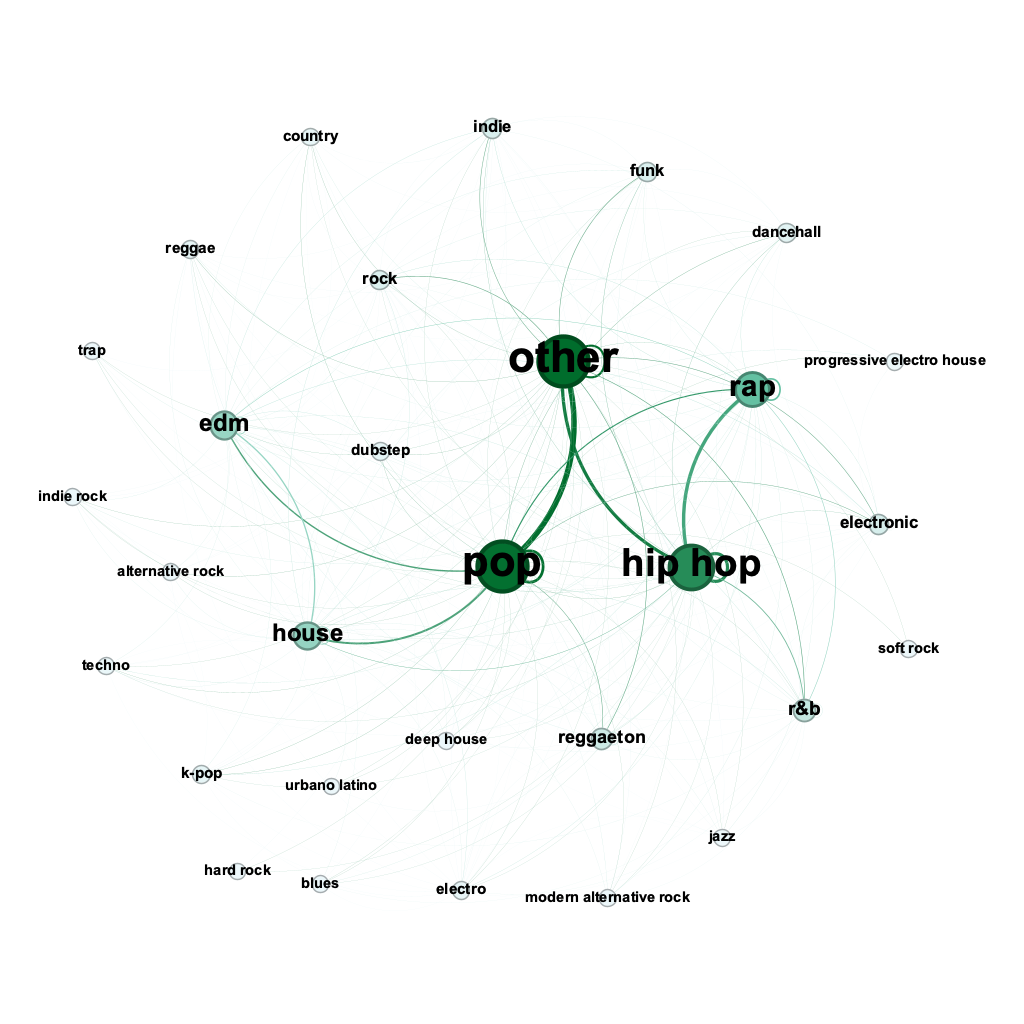 indie
country
funk
dancehall
reggae
rock
trap
other
progressive electro house
rap
edm
dubstep
indie rock
electronic
pop
hip hop
alternative rock
house
soft rock
techno
r&b
reggaeton
deep house
k-pop
urbano latino
jazz
hard rock
blues
electro
modern alternative rock